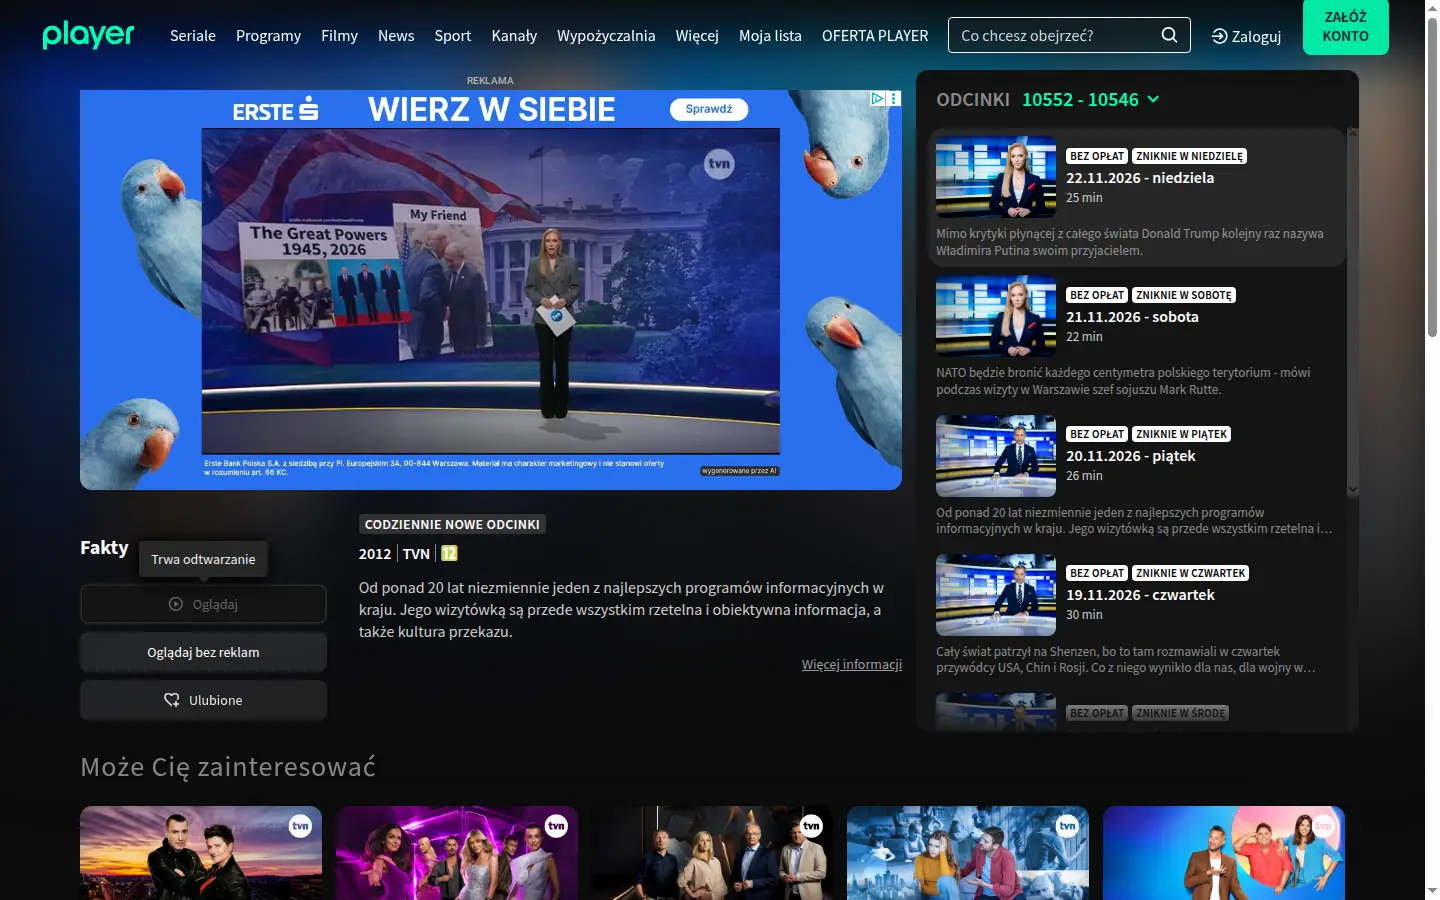 player
Seriale Programy Filmy News Sport Kanały Wypożyczalnia Więcej Moja lista OFERTA PLAYER
Co chcesz obejrzeć?
Zaloguj
ZAŁÓŻ
KONTO
REKLAMA
ERSTE
WIERZ W SIEBIE
Sprawdź
tvn
The Great Powers
1945, 2026
My Friend
tvn
Erste Bank Polska S.A. z siedzibą przy Pl. Europejskim 3A, 00-844 Warszawa. Materiał ma charakter marketingowy i nie stanowi oferty
w rozumieniu art. 66 KC.
wygenerowane przez AI
ODCINKI 10552 - 10546
BEZ OPŁAT ZNIKNIE W NIEDZIELĘ
22.11.2026 - niedziela
25 min
Mimo krytyki płynącej z całego świata Donald Trump kolejny raz nazywa
Władimira Putina swoim przyjacielem.
BEZ OPŁAT ZNIKNIE W SOBOTĘ
21.11.2026 - sobota
22 min
NATO będzie bronić każdego centymetra polskiego terytorium - mówi
podczas wizyty w Warszawie szef sojuszu Mark Rutte.
BEZ OPŁAT ZNIKNIE W PIĄTEK
20.11.2026 - piątek
26 min
Od ponad 20 lat niezmiennie jeden z najlepszych programów
informacyjnych w kraju. Jego wizytówką są przede wszystkim rzetelna i…
BEZ OPŁAT ZNIKNIE W CZWARTEK
19.11.2026 - czwartek
30 min
Cały świat patrzył na Shenzen, bo to tam rozmawiali w czwartek
przywódcy USA, Chin i Rosji. Co z niego wynikło dla nas, dla wojny w…
BEZ OPŁAT ZNIKNIE W ŚRODĘ
Fakty
Trwa odtwarzanie
Oglądaj
Oglądaj bez reklam
Ulubione
CODZIENNIE NOWE ODCINKI
2012 TVN 12
Od ponad 20 lat niezmiennie jeden z najlepszych programów informacyjnych w
kraju. Jego wizytówką są przede wszystkim rzetelna i obiektywna informacja, a
także kultura przekazu.
Więcej informacji
Może Cię zainteresować
tvn
tvn
tvn
tvn
tvn